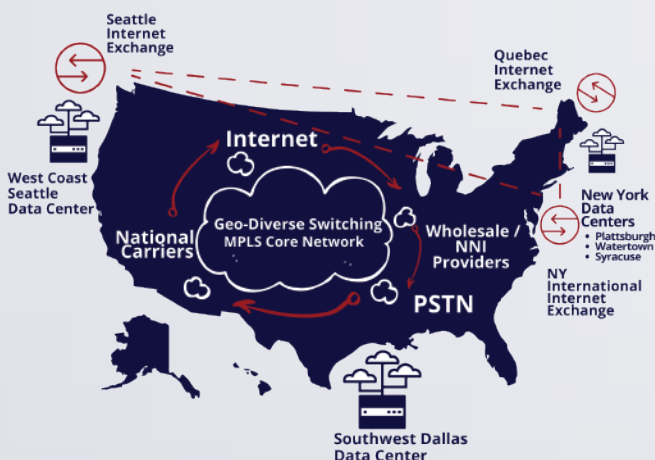 Seattle
Internet
Exchange
Quebec
Internet
Exchange
West Coast
Seattle
Data Center
Internet
Geo-Diverse Switching
MPLS Core Network
National
Carriers
Wholesale /
NNI
Providers
PSTN
New York
Data
Centers
• Plattsburgh
• Watertown
• Syracuse
NY
International
Internet
Exchange
Southwest Dallas
Data Center